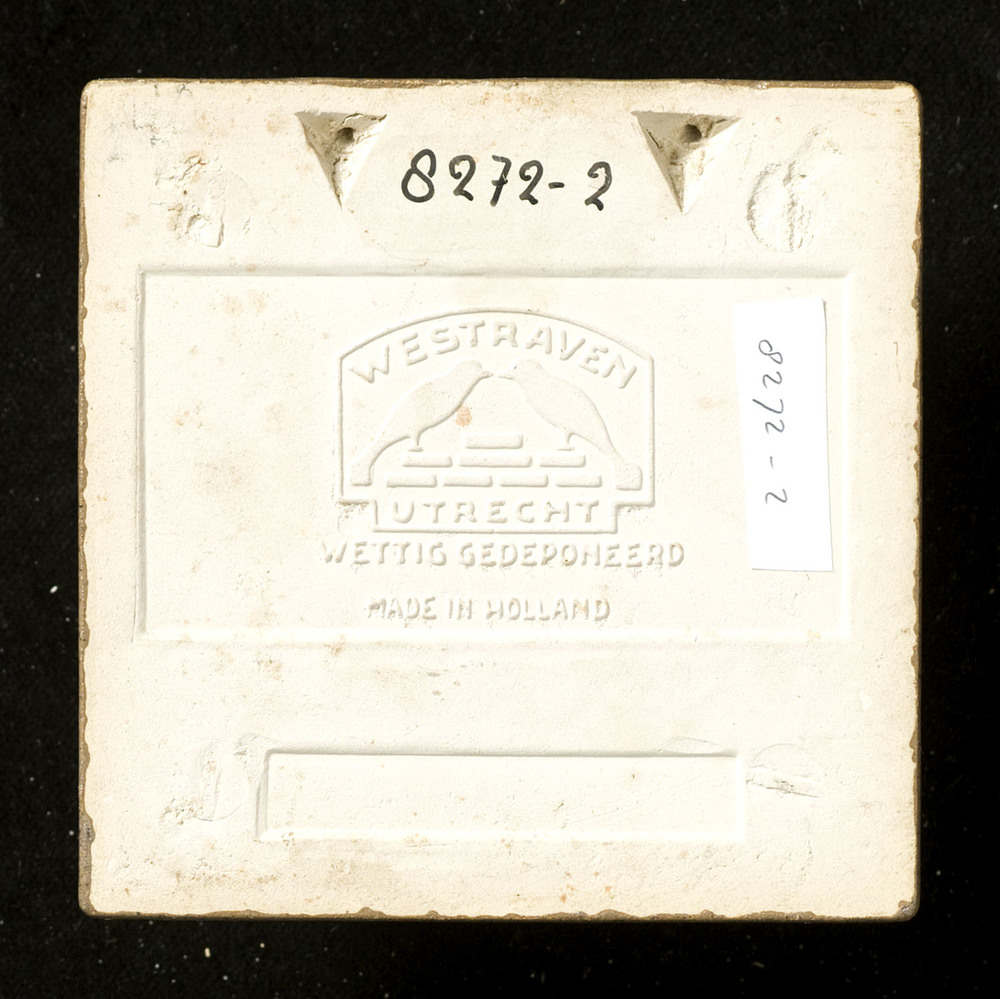 8272-2
WESTRAVEN
UTRECHT
WETTIG GEDEPONEERD
MADE IN HOLLAND
8272-2